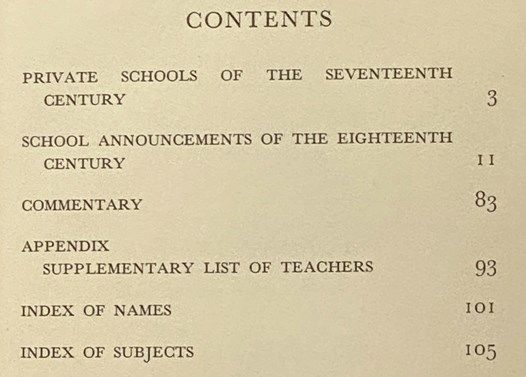 CONTENTS
PRIVATE SCHOOLS OF THE SEVENTEENTH
CENTURY 3
SCHOOL ANNOUNCEMENTS OF THE EIGHTEENTH
CENTURY 11
COMMENTARY 83
APPENDIX
SUPPLEMENTARY LIST OF TEACHERS 93
INDEX OF NAMES 101
INDEX OF SUBJECTS 105